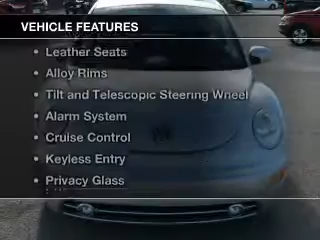 VEHICLE FEATURES
• Leather Seats
• Alloy Rims
• Tilt and Telescopic Steering Wheel
• Alarm System
• Cruise Control
• Keyless Entry
• Privacy Glass